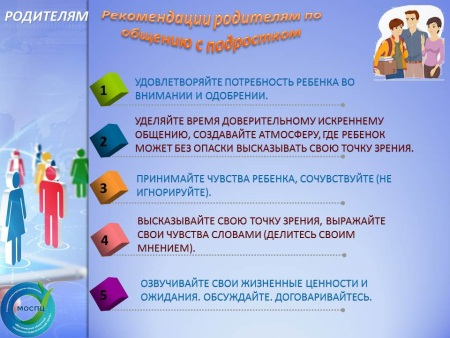 РОДИТЕЛЯМ
Рекомендации родителям по
общению с подростком
1
УДОВЛЕТВОРЯЙТЕ ПОТРЕБНОСТЬ РЕБЕНКА ВО
ВНИМАНИИ И ОДОБРЕНИИ.
2
УДЕЛЯЙТЕ ВРЕМЯ ДОВЕРИТЕЛЬНОМУ ИСКРЕННЕМУ
ОБЩЕНИЮ, СОЗДАВАЙТЕ АТМОСФЕРУ, ГДЕ РЕБЕНОК
МОЖЕТ БЕЗ ОПАСКИ ВЫСКАЗЫВАТЬ СВОЮ ТОЧКУ ЗРЕНИЯ.
3
ПРИНИМАЙТЕ ЧУВСТВА РЕБЕНКА, СОЧУВСТВУЙТЕ (НЕ
ИГНОРИРУЙТЕ).
4
ВЫСКАЗЫВАЙТЕ СВОЮ ТОЧКУ ЗРЕНИЯ, ВЫРАЖАЙТЕ
СВОИ ЧУВСТВА СЛОВАМИ (ДЕЛИТЕСЬ СВОИМ
МНЕНИЕМ).
5
ОЗВУЧИВАЙТЕ СВОИ ЖИЗНЕННЫЕ ЦЕННОСТИ И
ОЖИДАНИЯ. ОБСУЖДАЙТЕ. ДОГОВАРИВАЙТЕСЬ.
МОСПЦ